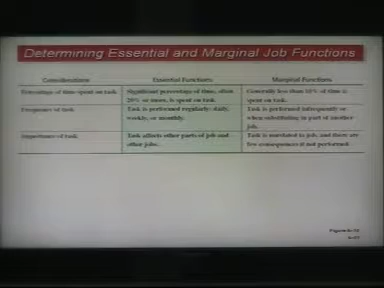 Determining Essential and Marginal Job Functions
Considerations Essential Functions Marginal Functions
Percentage of time spent on task Significant percentage of time, often Generally less than 10% of time is
20% or more, is spent on task. spent on task.
Frequency of task Task is performed regularly: daily, Task is performed infrequently or
weekly, or monthly. when substituting in part of another
job.
Importance of task Task affects other parts of job and Task is unrelated to job, and there are
other jobs. few consequences if not performed